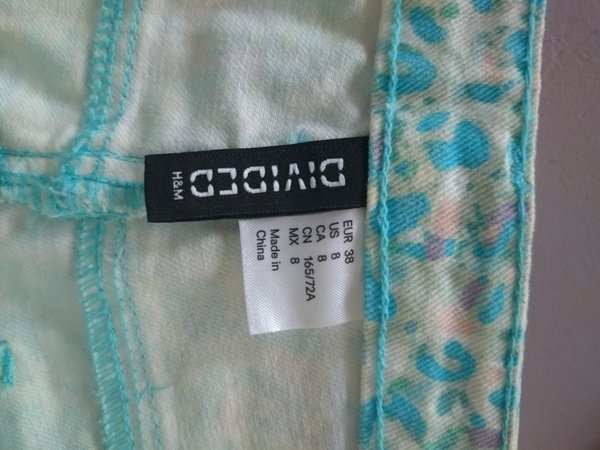 DIVIDED
H&M
EUR 38
US 8
CA 8
CN 165/72A
MX 8
Made in
China